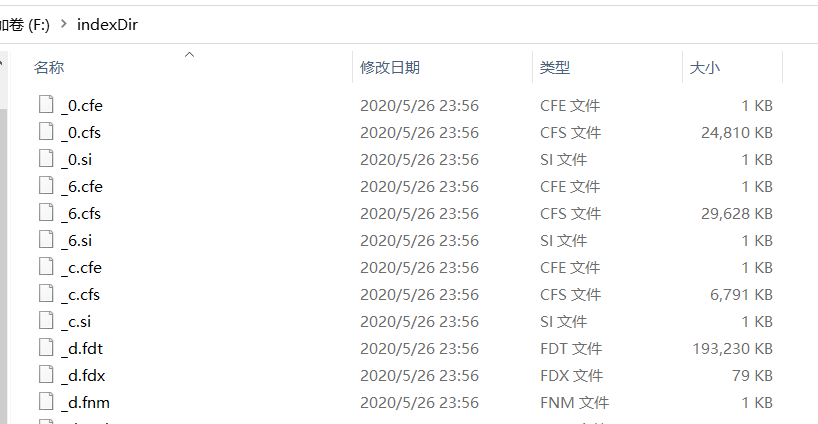 加卷 (F:) > indexDir
名称 修改日期 类型 大小
_0.cfe 2020/5/26 23:56 CFE 文件 1 KB
_0.cfs 2020/5/26 23:56 CFS 文件 24,810 KB
_0.si 2020/5/26 23:56 SI 文件 1 KB
_6.cfe 2020/5/26 23:56 CFE 文件 1 KB
_6.cfs 2020/5/26 23:56 CFS 文件 29,628 KB
_6.si 2020/5/26 23:56 SI 文件 1 KB
_c.cfe 2020/5/26 23:56 CFE 文件 1 KB
_c.cfs 2020/5/26 23:56 CFS 文件 6,791 KB
_c.si 2020/5/26 23:56 SI 文件 1 KB
_d.fdt 2020/5/26 23:56 FDT 文件 193,230 KB
_d.fdx 2020/5/26 23:56 FDX 文件 79 KB
_d.fnm 2020/5/26 23:56 FNM 文件 1 KB